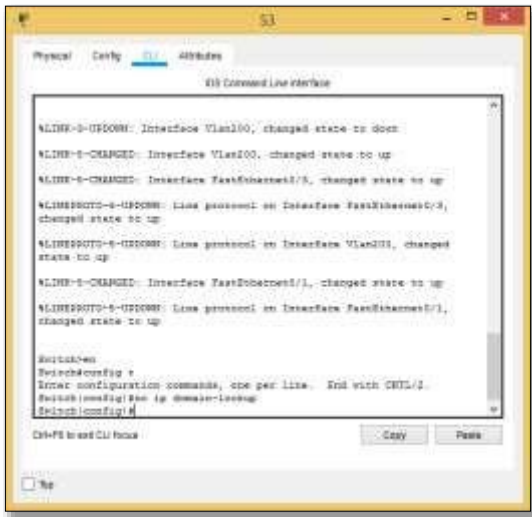 S3
Physical Config CLI Attributes
IOS Command Line Interface
%LINK-5-UPDOWN: Interface Vlan200, changed state to down
%LINK-5-CHANGED: Interface Vlan200, changed state to up
%LINK-5-CHANGED: Interface FastEthernet0/3, changed state to up
%LINEPROTO-5-UPDOWN: Line protocol on Interface FastEthernet0/3,
changed state to up
%LINEPROTO-5-UPDOWN: Line protocol on Interface Vlan200, changed
state to up
%LINK-5-CHANGED: Interface FastEthernet0/1, changed state to up
%LINEPROTO-5-UPDOWN: Line protocol on Interface FastEthernet0/1,
changed state to up
Switch>en
Switch#config t
Enter configuration commands, one per line. End with CNTL/Z.
Switch(config)#no ip domain-lookup
Switch(config)#
Ctrl+F6 to exit CLI focus
Copy Paste
Top